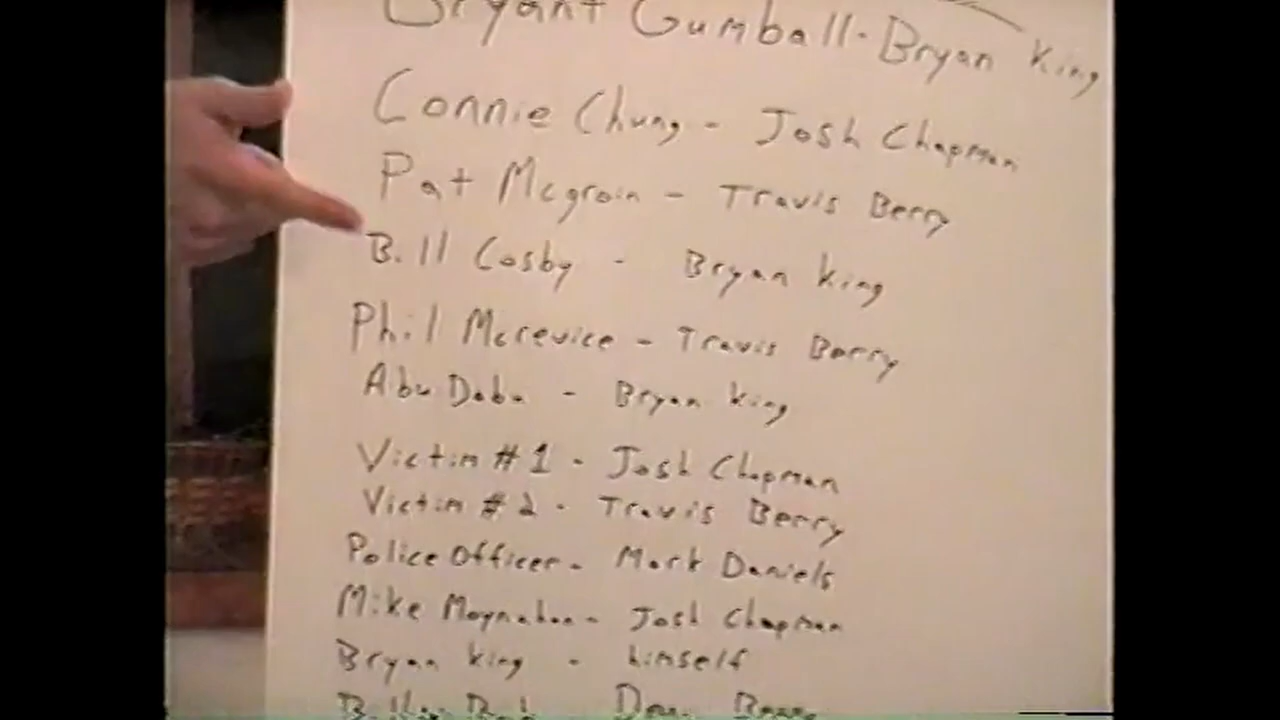 Bryant Gumball - Bryan King
Connie Chung - Josh Chapman
Pat Mcgroin - Travis Berry
Bill Cosby - Bryan King
Phil Mcrevice - Travis Berry
Abu Daba - Bryan King
Victim #1 - Josh Chapman
Victim #2 - Travis Berry
Police Officer - Mark Daniels
Mike Moynahan - Josh Chapman
Bryan King - himself